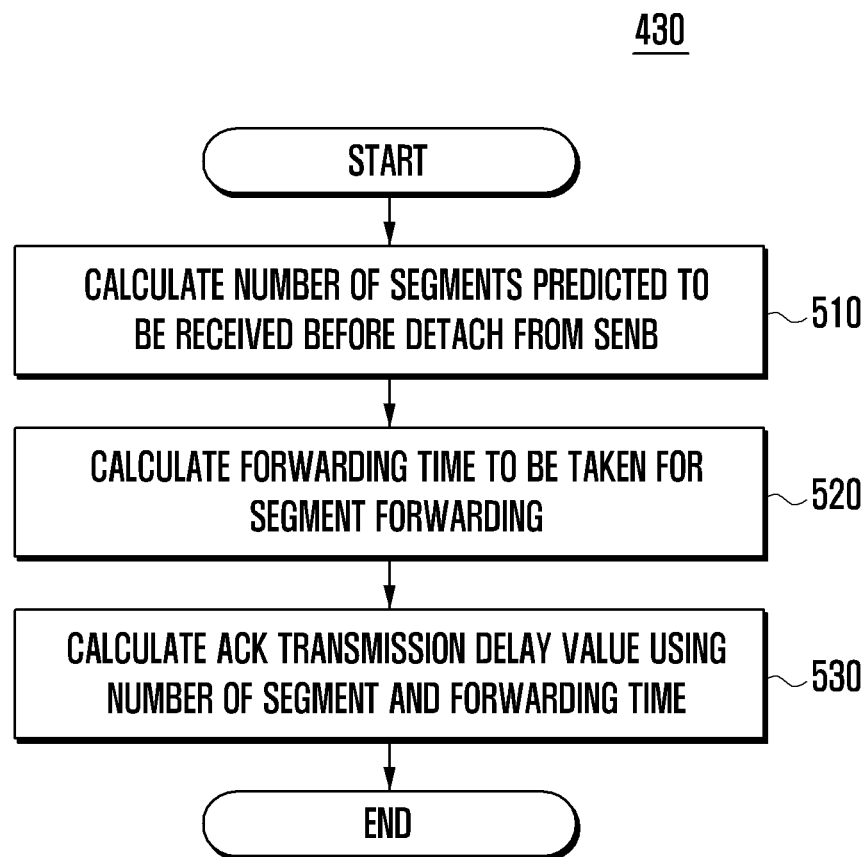 430
START
CALCULATE NUMBER OF SEGMENTS PREDICTED TO
BE RECEIVED BEFORE DETACH FROM SENB
510
CALCULATE FORWARDING TIME TO BE TAKEN FOR
SEGMENT FORWARDING
520
CALCULATE ACK TRANSMISSION DELAY VALUE USING
NUMBER OF SEGMENT AND FORWARDING TIME
530
END